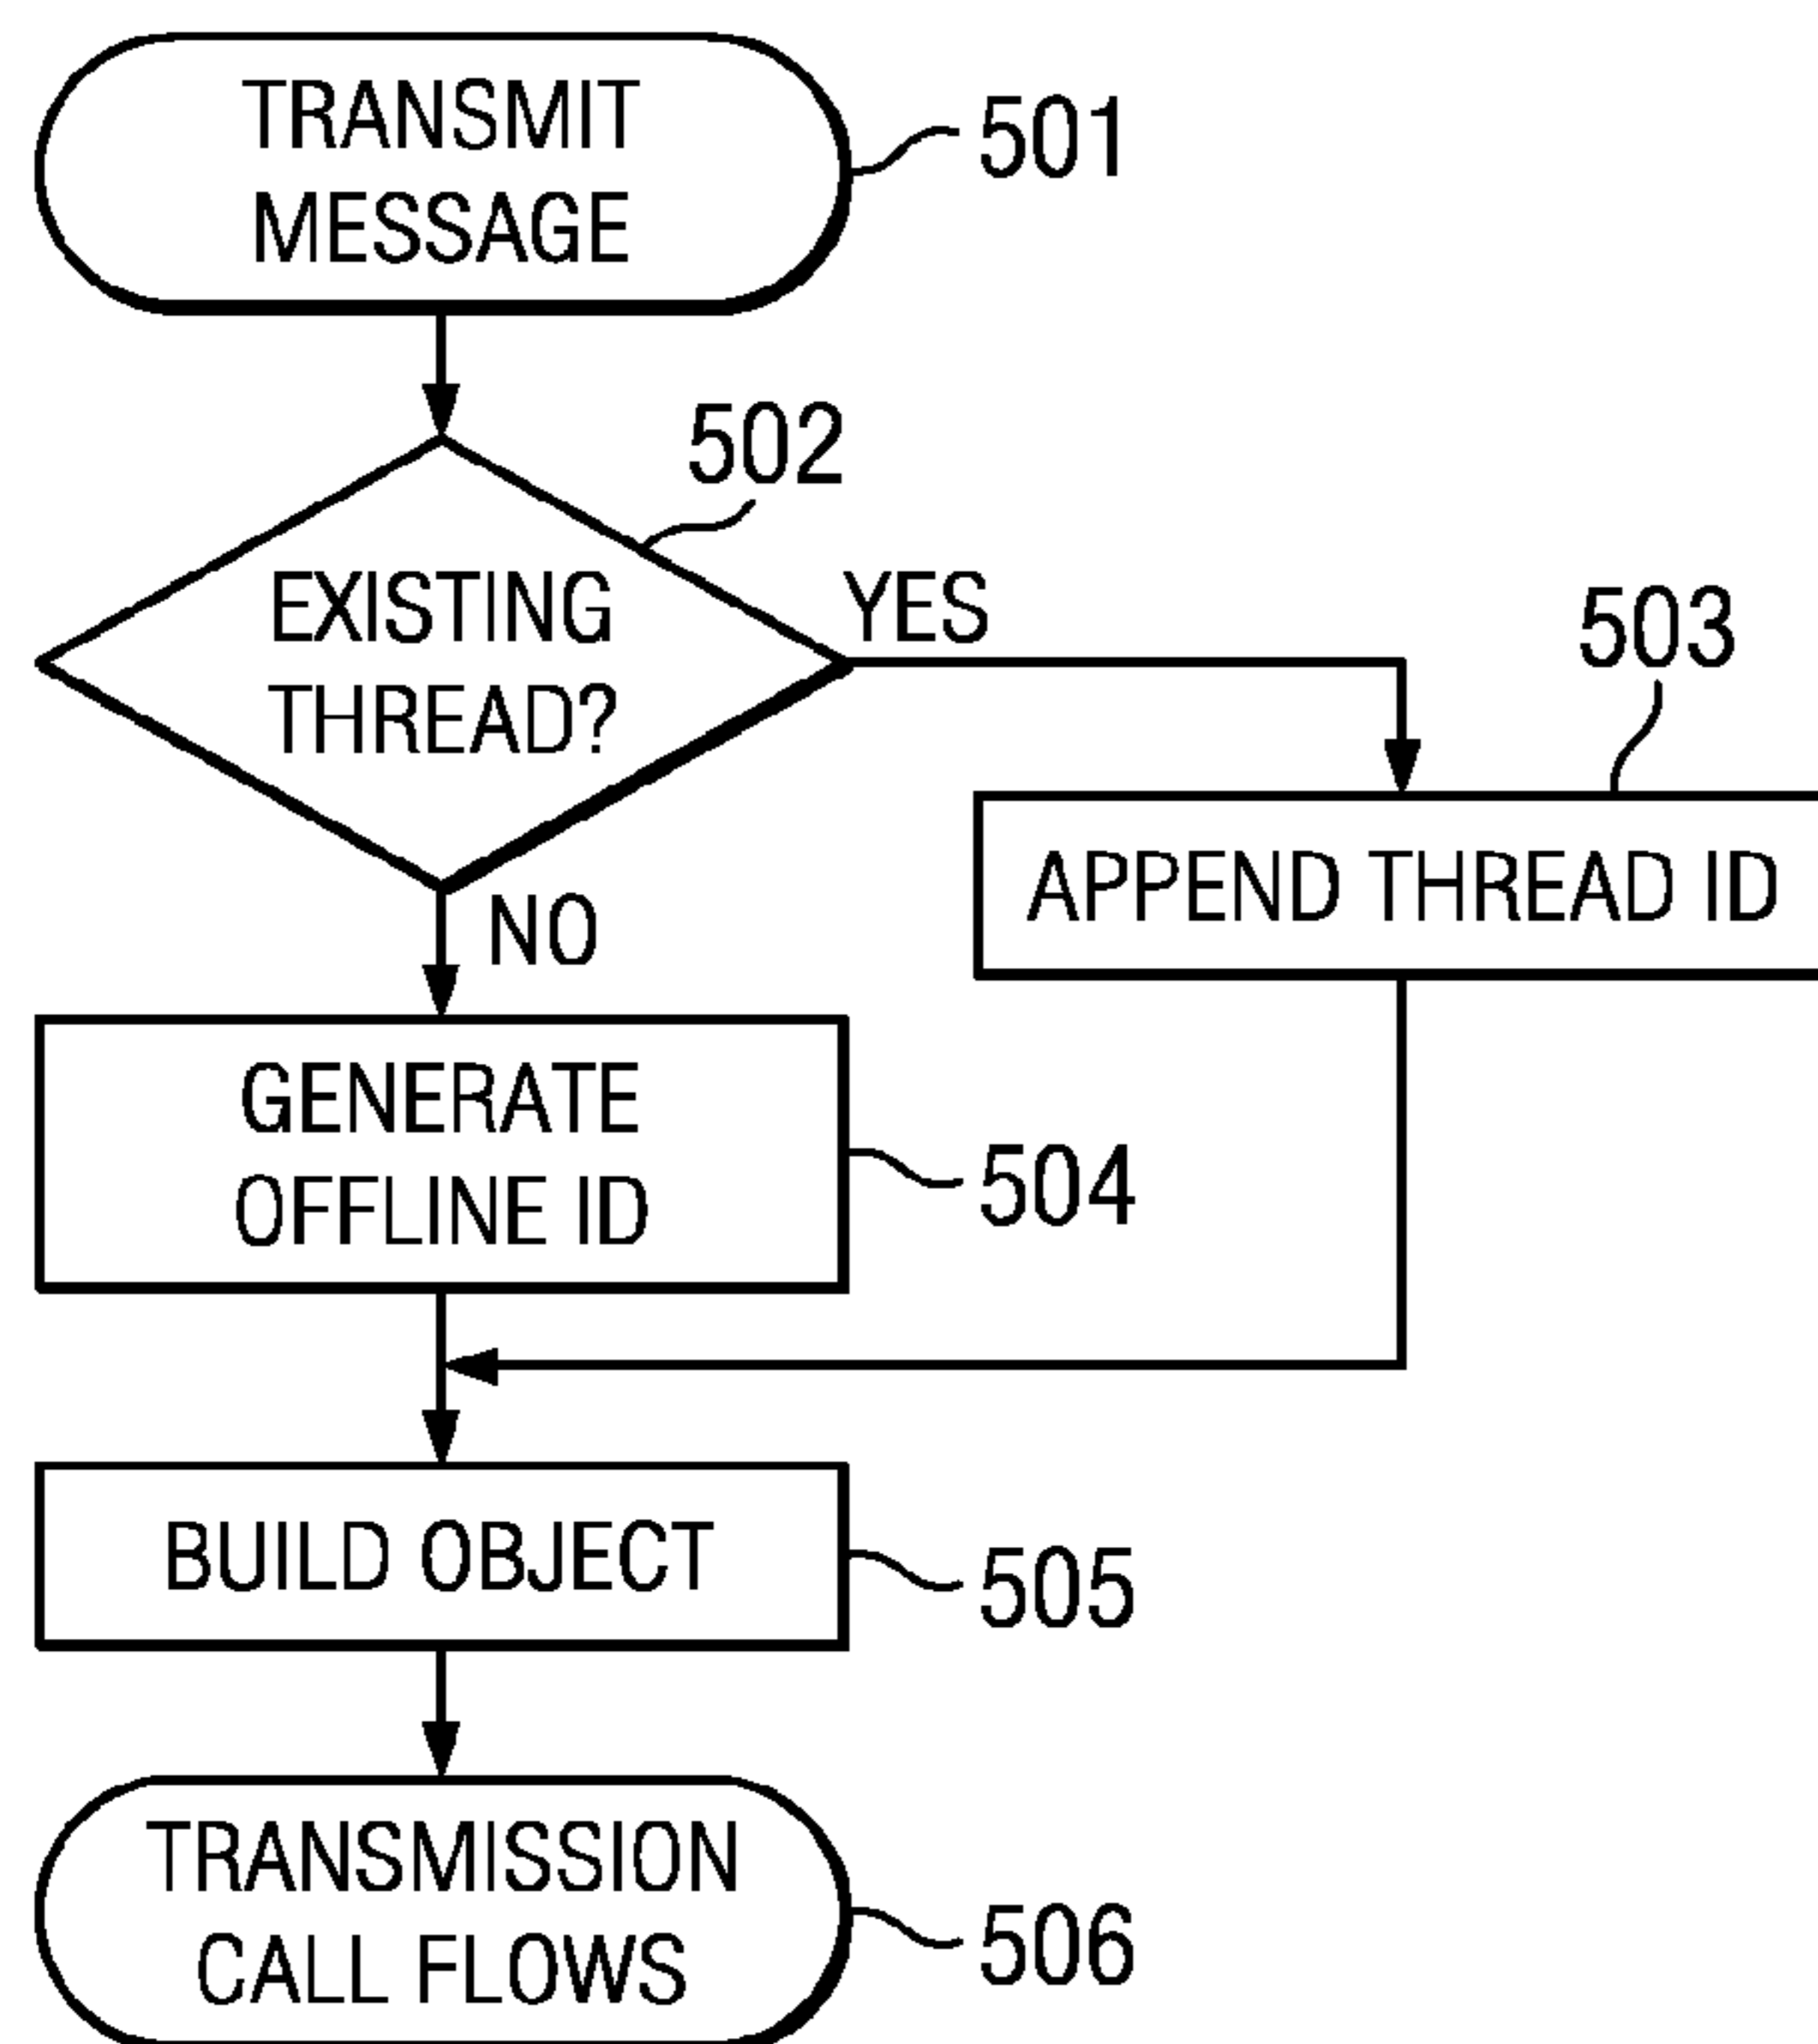 TRANSMIT
MESSAGE
501
502
EXISTING
THREAD?
YES
503
APPEND THREAD ID
NO
GENERATE
OFFLINE ID
504
BUILD OBJECT
505
TRANSMISSION
CALL FLOWS
506